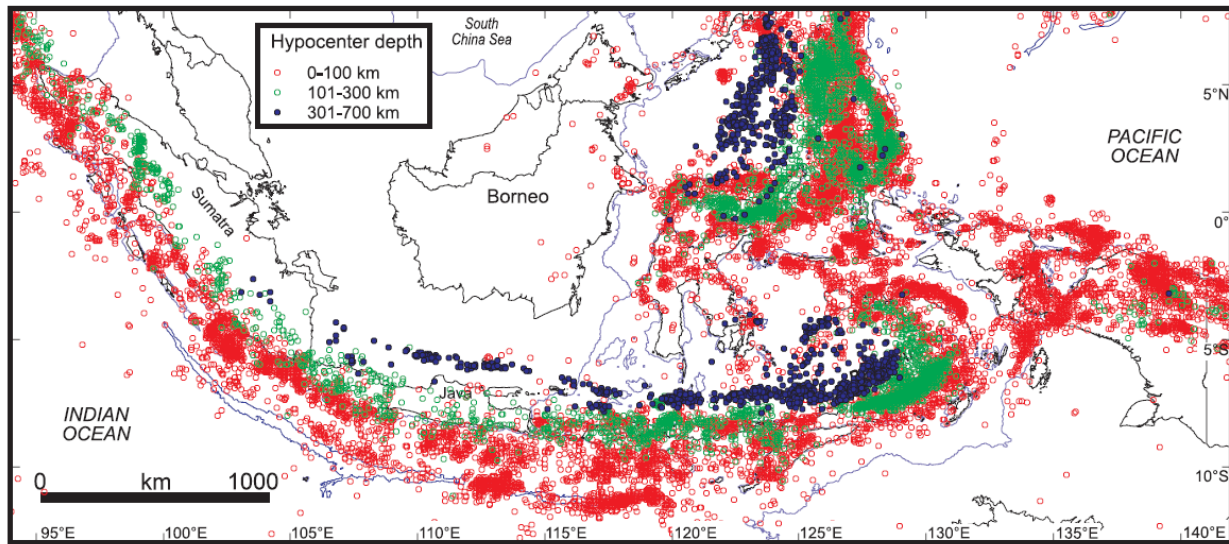 South
China Sea
Hypocenter depth
0-100 km
101-300 km
301-700 km
5°N
PACIFIC
OCEAN
Borneo
Sumatra
0°
5°S
Java
INDIAN
OCEAN
10°S
0 km 1000
95°E 100°E 105°E 110°E 115°E 120°E 125°E 130°E 135°E 140°E